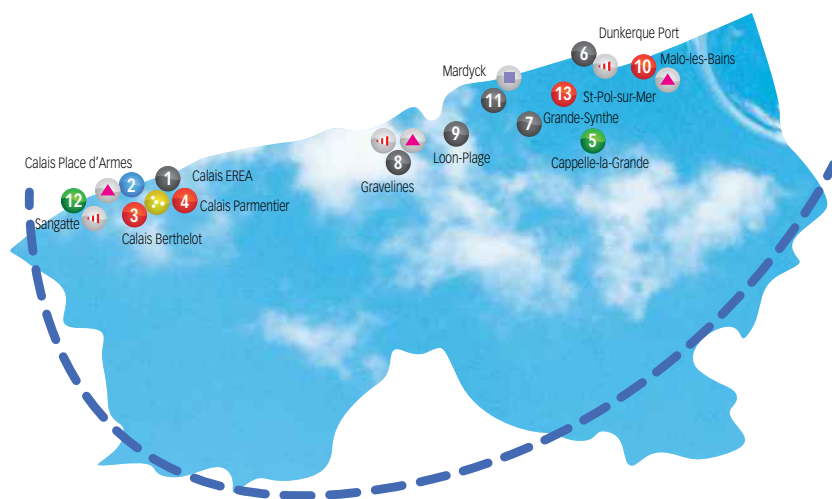 Dunkerque Port
6
Mardyck
10
Malo-les-Bains
11
13
St-Pol-sur-Mer
7
Grande-Synthe
9
5
Loon-Plage
Cappelle-la-Grande
8
Gravelines
Calais Place d'Armes
1
Calais EREA
2
12
4
Calais Parmentier
3
Sangatte
Calais Berthelot